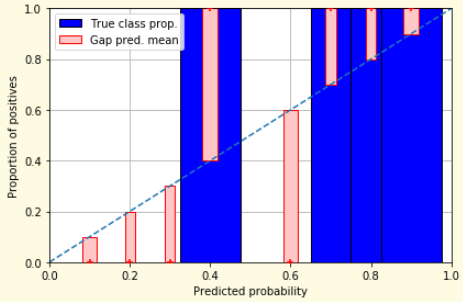 1.0
True class prop.
Gap pred. mean
0.8
0.6
0.4
0.2
0.0
Proportion of positives
0.0 0.2 0.4 0.6 0.8 1.0
Predicted probability